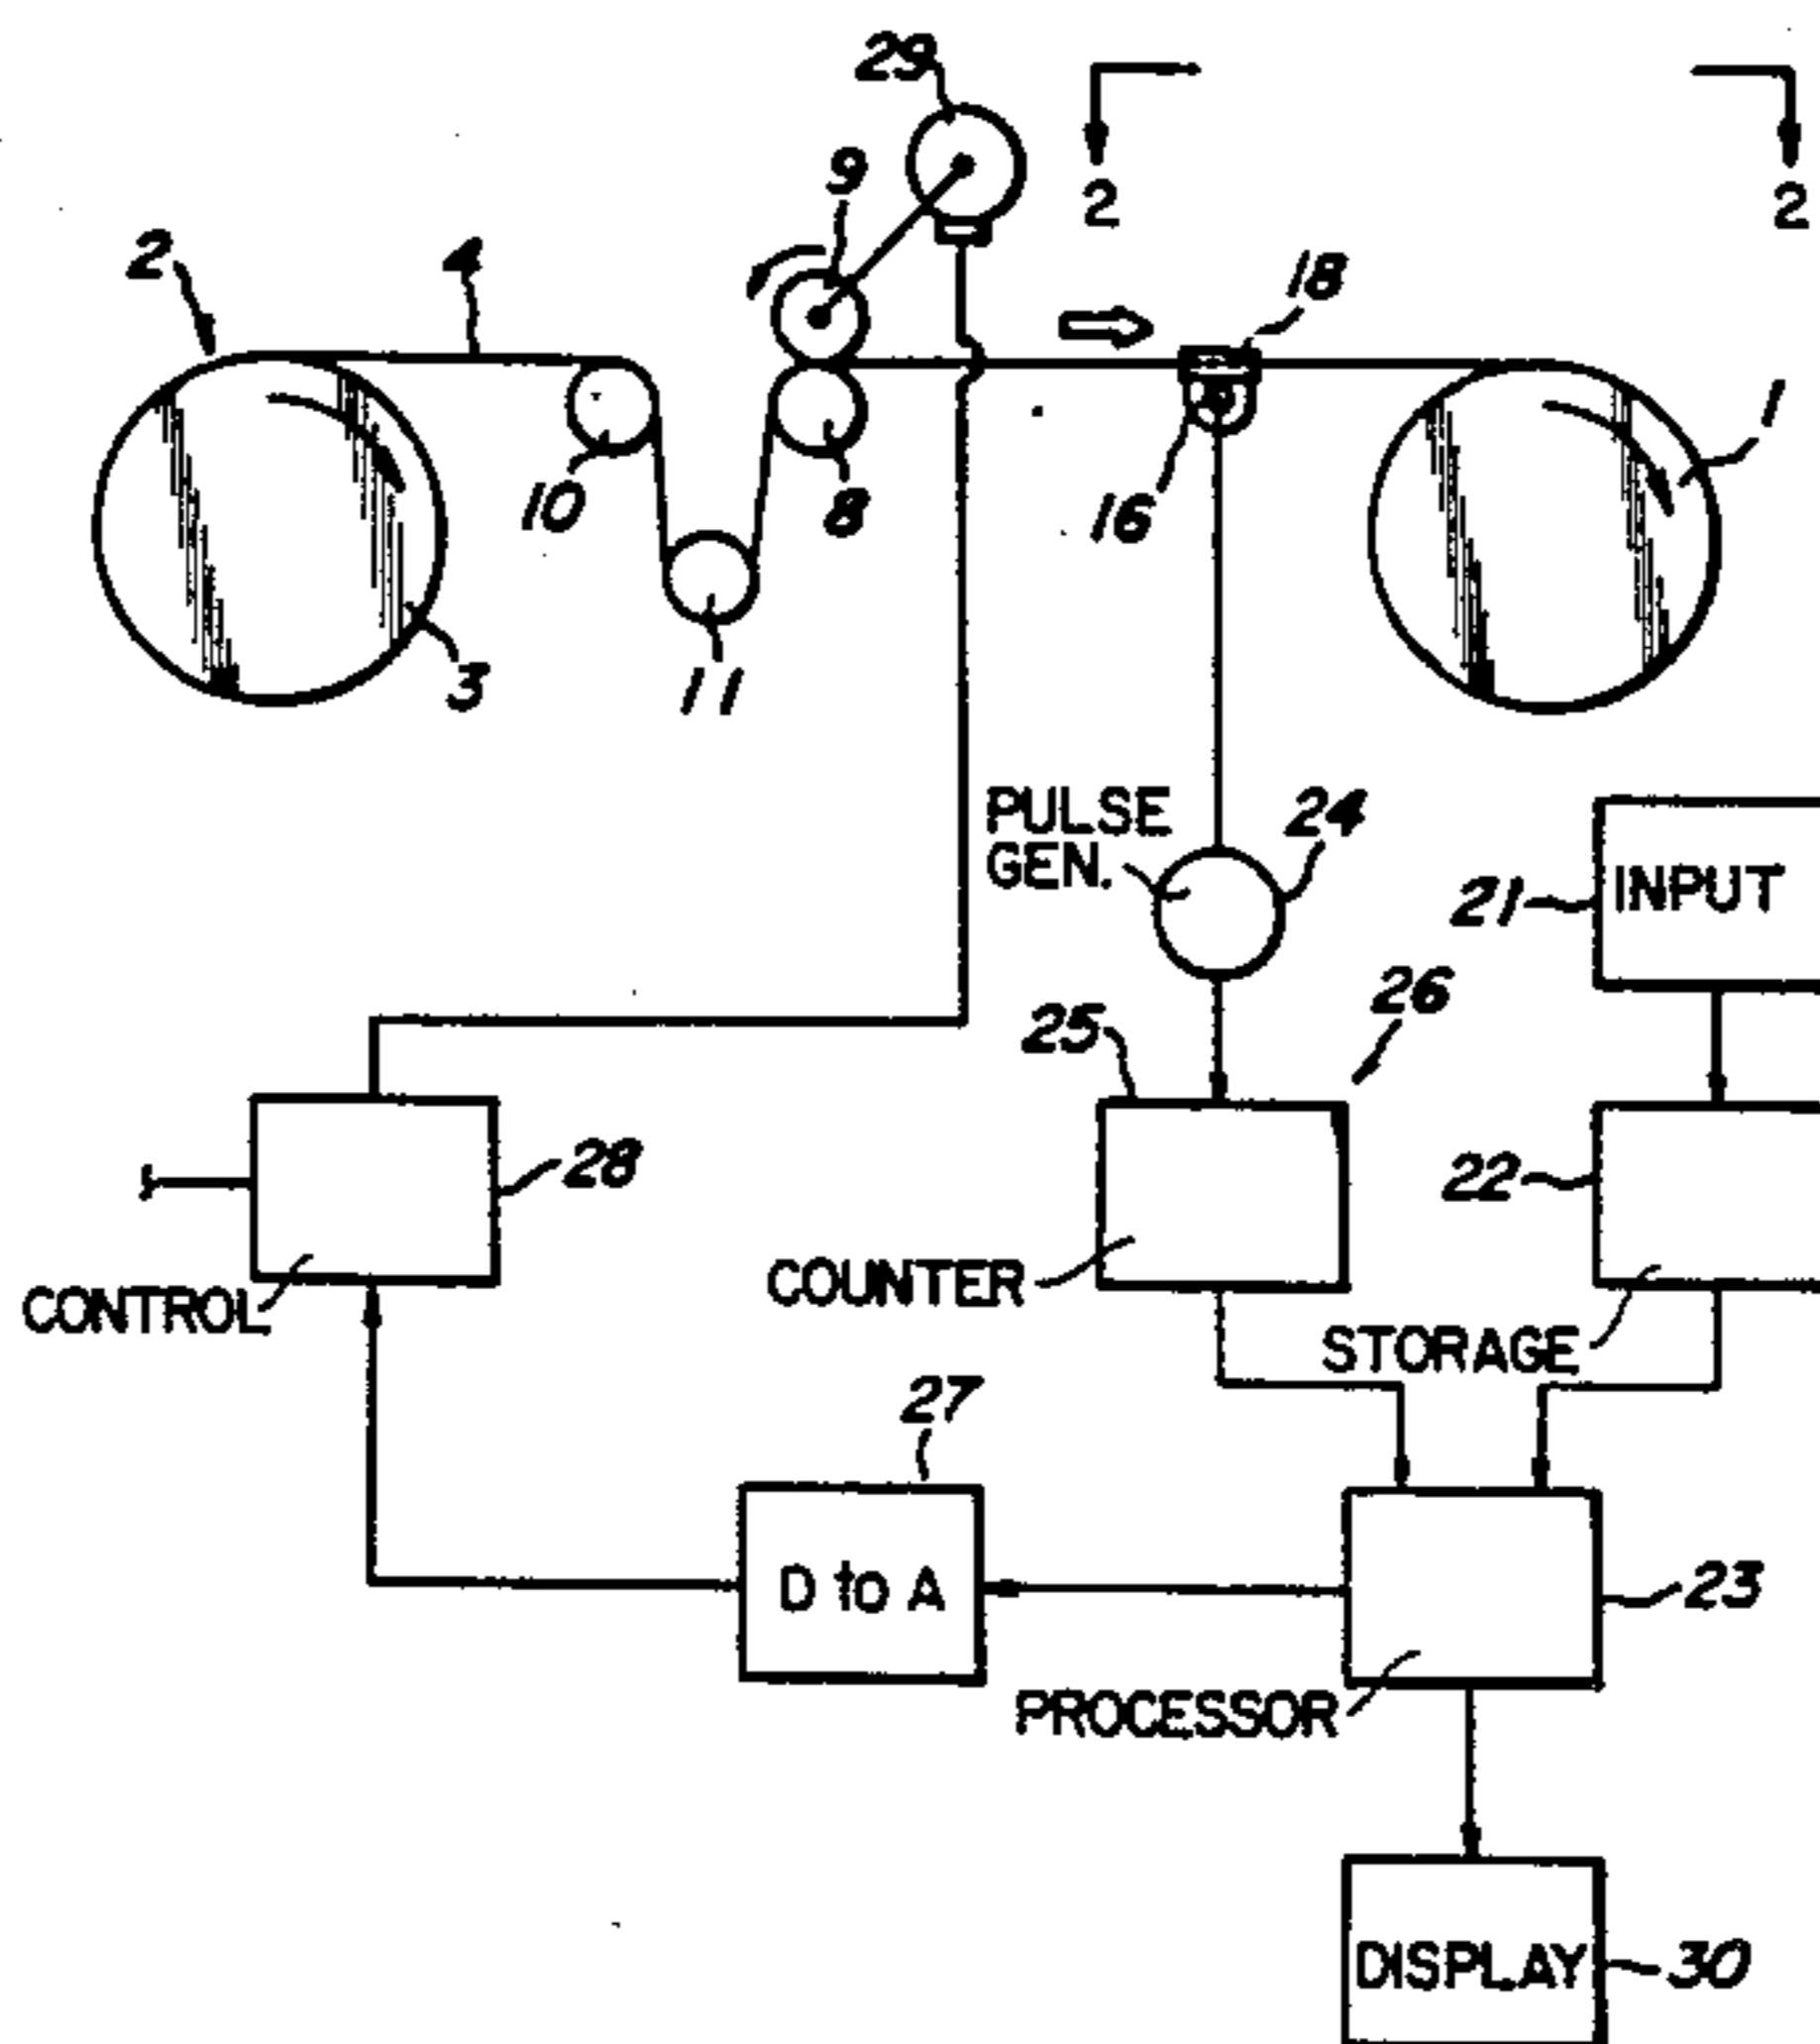 29
9
2
2
2
4
18
1
10
8
16
3
11
PULSE
GEN.
24
21
INPUT
26
25
28
22
COUNTER
CONTROL
STORAGE
27
D to A
23
PROCESSOR
DISPLAY
30